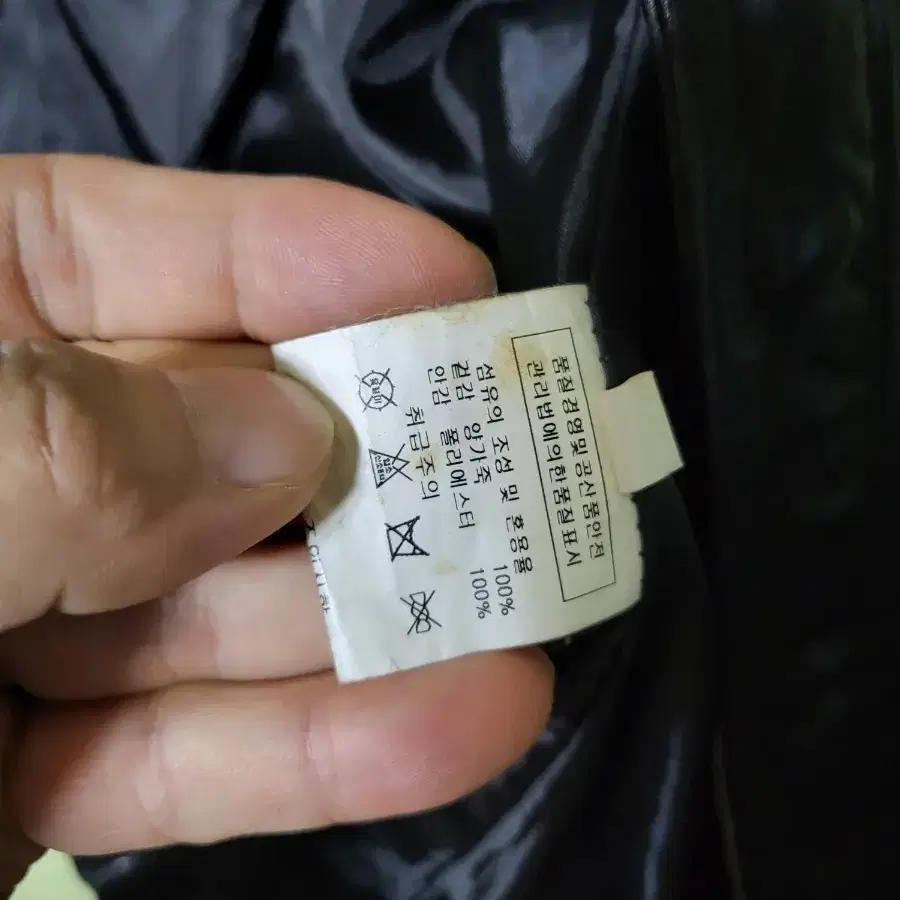 품질경영및 공산품안전
관리법에의한품질표시
섬유의 조성 및 혼용율
겉감 양가죽 100%
안감 폴리에스터 100%
취급주의